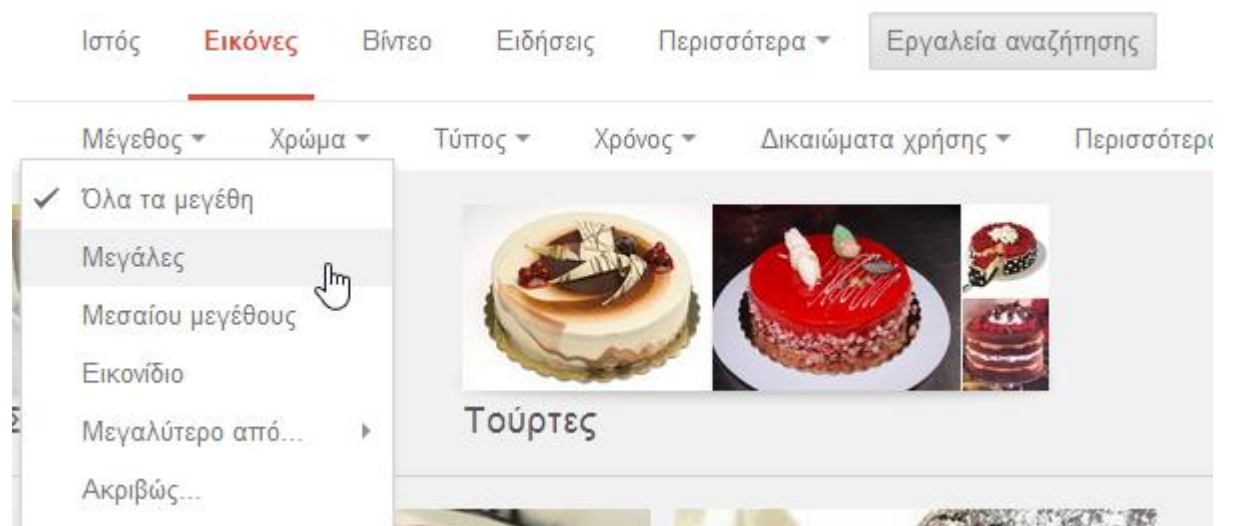 Ιστός Εικόνες Βίντεο Ειδήσεις Περισσότερα Εργαλεία αναζήτησης
Μέγεθος Χρώμα Τύπος Χρόνος Δικαιώματα χρήσης Περισσότερα
Όλα τα μεγέθη
Μεγάλες
Μεσαίου μεγέθους
Εικονίδιο
Μεγαλύτερο από...
Ακριβώς...
Τούρτες